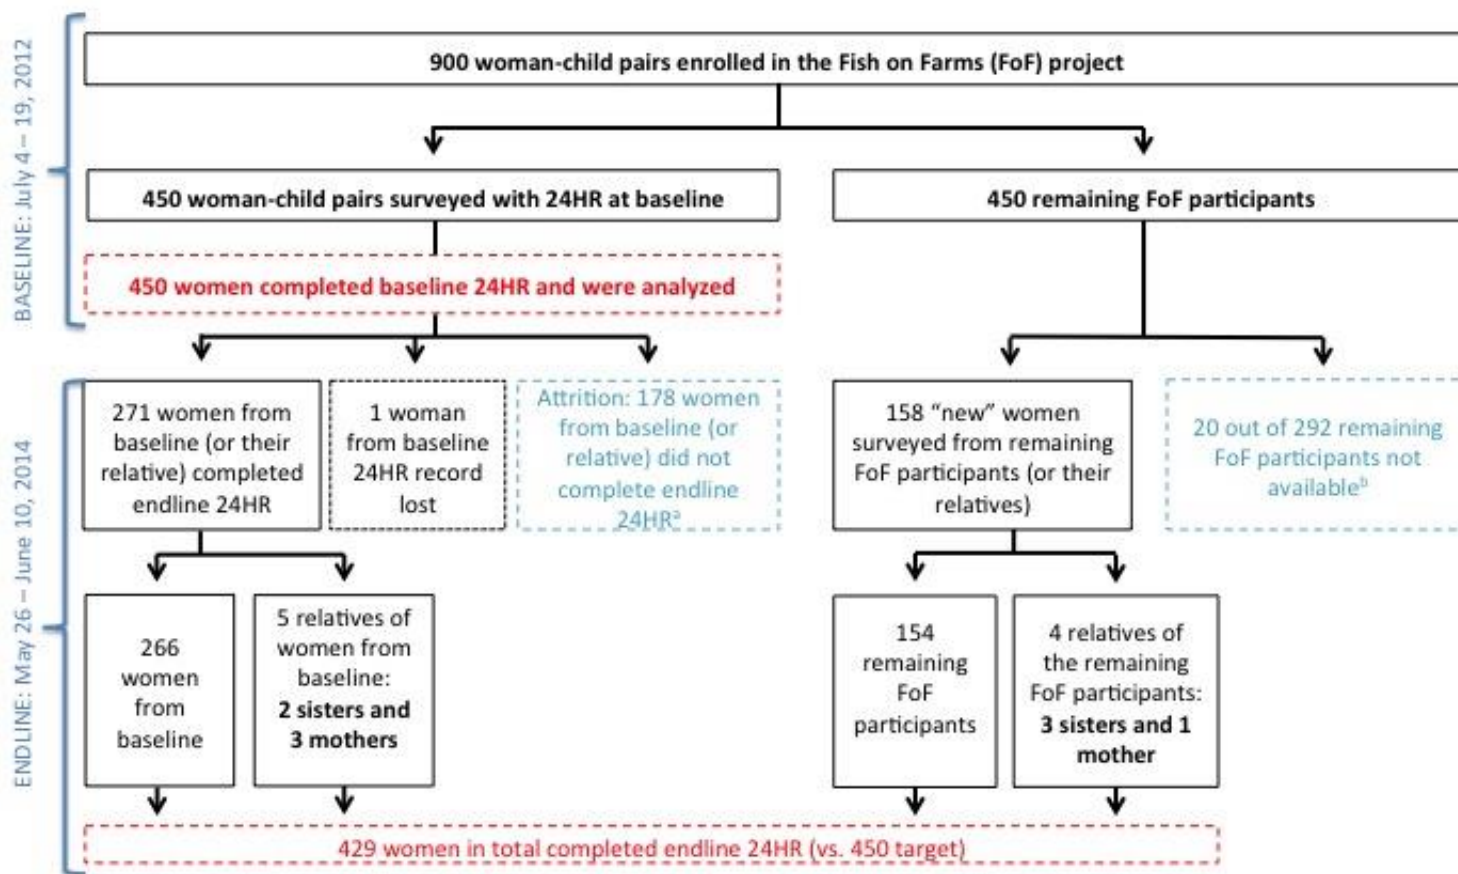 BASELINE: July 4 – 19, 2012
900 woman-child pairs enrolled in the Fish on Farms (FoF) project
450 woman-child pairs surveyed with 24HR at baseline
450 remaining FoF participants
450 women completed baseline 24HR and were analyzed
ENDLINE: May 26 – June 10, 2014
271 women from
baseline (or their
relative) completed
endline 24HR
1 woman
from baseline
24HR record
lost
Attrition: 178 women
from baseline (or
relative) did not
complete endline
24HRᵃ
158 “new” women
surveyed from remaining
FoF participants (or their
relatives)
20 out of 292 remaining
FoF participants not
availableᵇ
266
women
from
baseline
5 relatives of
women from
baseline:
2 sisters and
3 mothers
154
remaining
FoF
participants
4 relatives of
the remaining
FoF participants:
3 sisters and 1
mother
429 women in total completed endline 24HR (vs. 450 target)